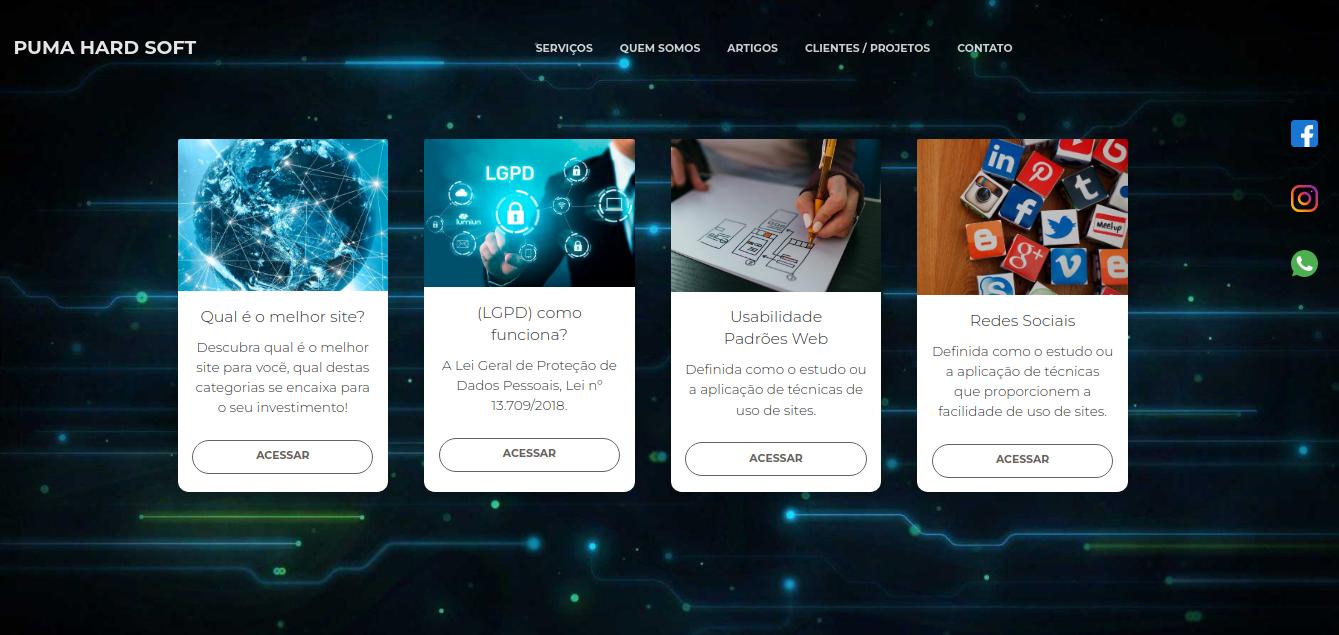 PUMA HARD SOFT
SERVIÇOS QUEM SOMOS ARTIGOS CLIENTES / PROJETOS CONTATO
LGPD
lumiun
in
t
Meetup
g+
Qual é o melhor site?
Descubra qual é o melhor
site para você, qual destas
categorias se encaixa para
o seu investimento!
ACESSAR
(LGPD) como
funciona?
A Lei Geral de Proteção de
Dados Pessoais, Lei nº
13.709/2018.
ACESSAR
Usabilidade
Padrões Web
Definida como o estudo ou
a aplicação de técnicas de
uso de sites.
ACESSAR
Redes Sociais
Definida como o estudo ou
a aplicação de técnicas
que proporcionem a
facilidade de uso de sites.
ACESSAR